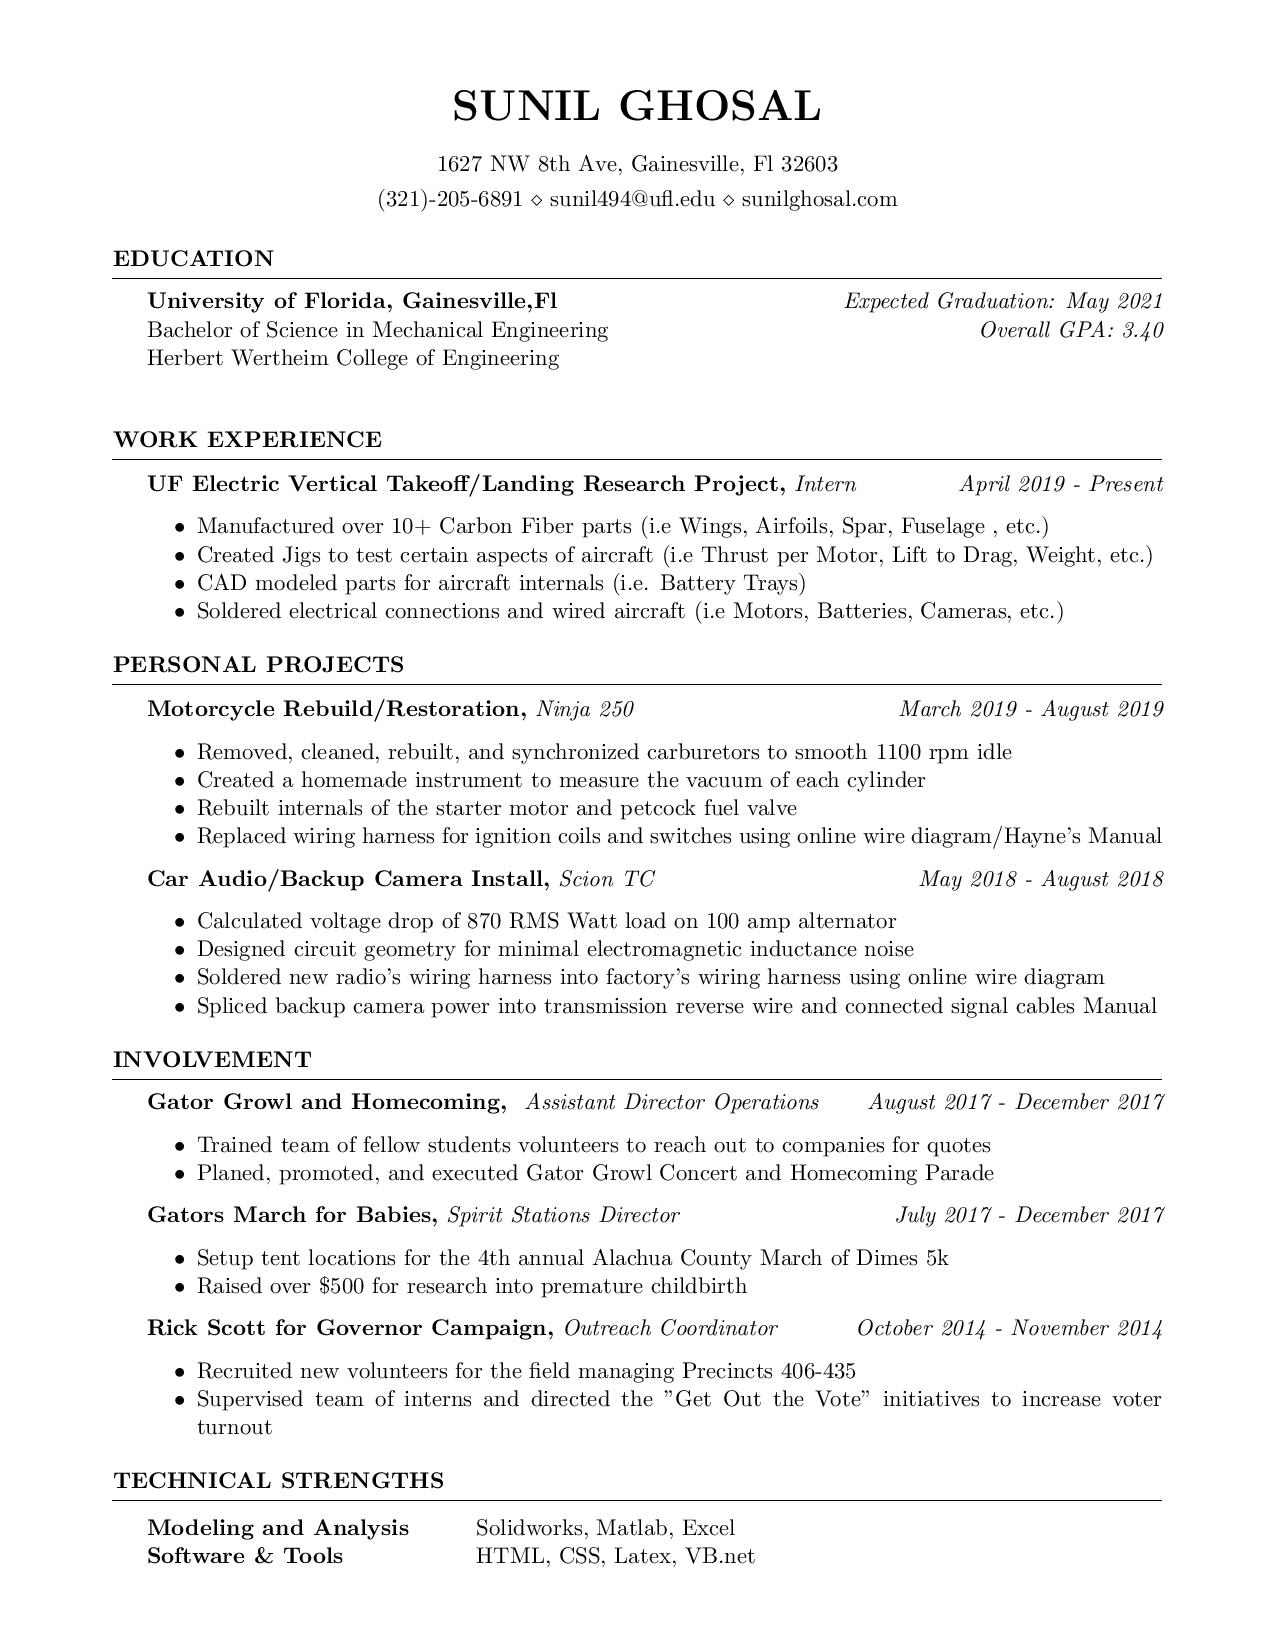 SUNIL GHOSAL
1627 NW 8th Ave, Gainesville, Fl 32603
(321)-205-6891 ⋄ sunil494@ufl.edu ⋄ sunilghosal.com
EDUCATION
University of Florida, Gainesville,Fl Expected Graduation: May 2021
Bachelor of Science in Mechanical Engineering Overall GPA: 3.40
Herbert Wertheim College of Engineering
WORK EXPERIENCE
UF Electric Vertical Takeoff/Landing Research Project, Intern April 2019 - Present
• Manufactured over 10+ Carbon Fiber parts (i.e Wings, Airfoils, Spar, Fuselage , etc.)
• Created Jigs to test certain aspects of aircraft (i.e Thrust per Motor, Lift to Drag, Weight, etc.)
• CAD modeled parts for aircraft internals (i.e. Battery Trays)
• Soldered electrical connections and wired aircraft (i.e Motors, Batteries, Cameras, etc.)
PERSONAL PROJECTS
Motorcycle Rebuild/Restoration, Ninja 250 March 2019 - August 2019
• Removed, cleaned, rebuilt, and synchronized carburetors to smooth 1100 rpm idle
• Created a homemade instrument to measure the vacuum of each cylinder
• Rebuilt internals of the starter motor and petcock fuel valve
• Replaced wiring harness for ignition coils and switches using online wire diagram/Hayne's Manual
Car Audio/Backup Camera Install, Scion TC May 2018 - August 2018
• Calculated voltage drop of 870 RMS Watt load on 100 amp alternator
• Designed circuit geometry for minimal electromagnetic inductance noise
• Soldered new radio's wiring harness into factory's wiring harness using online wire diagram
• Spliced backup camera power into transmission reverse wire and connected signal cables Manual
INVOLVEMENT
Gator Growl and Homecoming, Assistant Director Operations August 2017 - December 2017
• Trained team of fellow students volunteers to reach out to companies for quotes
• Planed, promoted, and executed Gator Growl Concert and Homecoming Parade
Gators March for Babies, Spirit Stations Director July 2017 - December 2017
• Setup tent locations for the 4th annual Alachua County March of Dimes 5k
• Raised over $500 for research into premature childbirth
Rick Scott for Governor Campaign, Outreach Coordinator October 2014 - November 2014
• Recruited new volunteers for the field managing Precincts 406-435
• Supervised team of interns and directed the ”Get Out the Vote” initiatives to increase voter
turnout
TECHNICAL STRENGTHS
Modeling and Analysis Solidworks, Matlab, Excel
Software & Tools HTML, CSS, Latex, VB.net